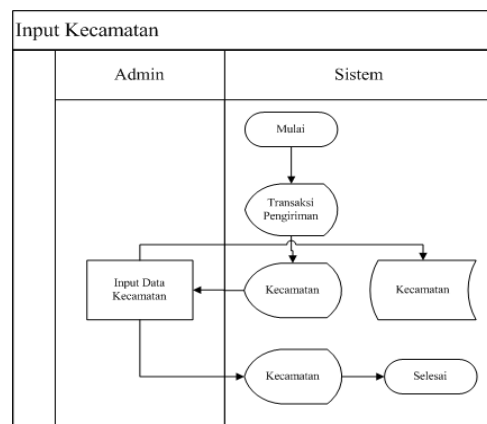 Input Kecamatan
Admin
Sistem
Mulai
Transaksi
Pengiriman
Input Data
Kecamatan
Kecamatan
Kecamatan
Kecamatan
Selesai